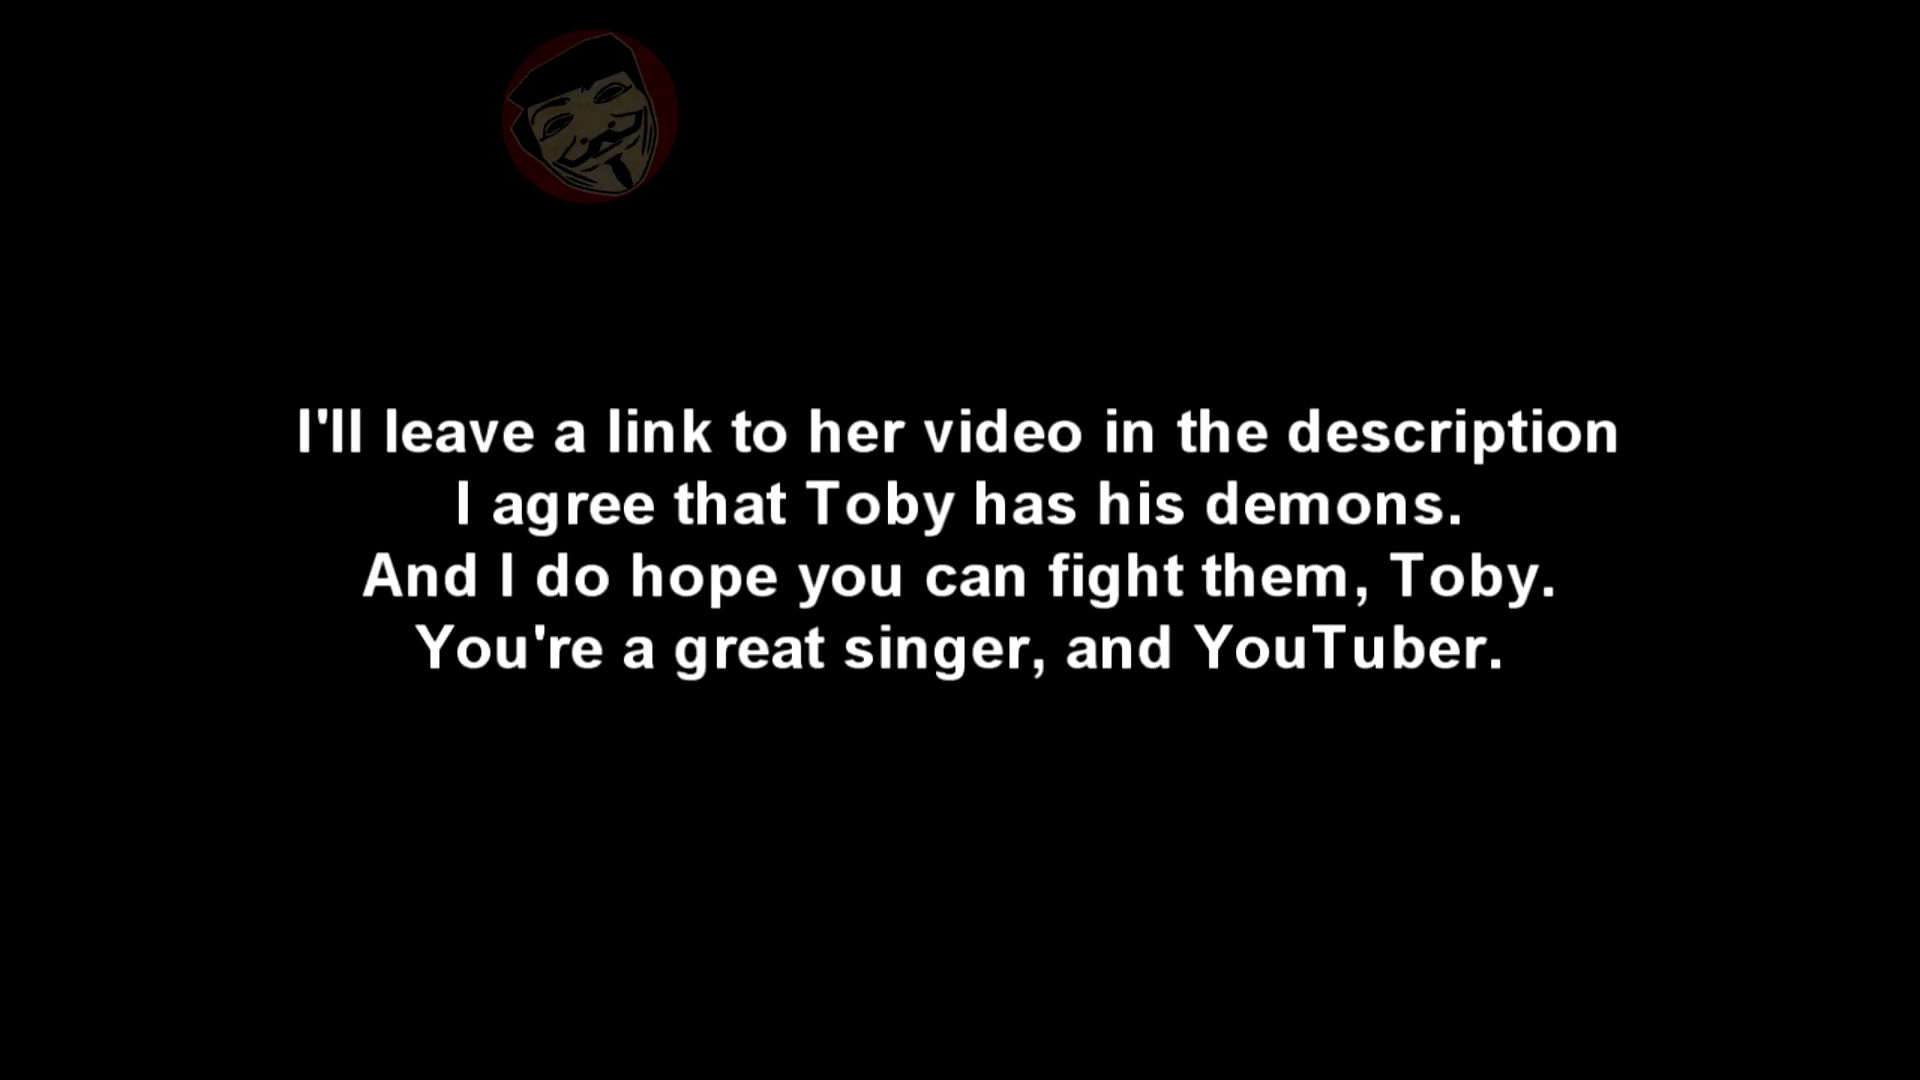 I'll leave a link to her video in the description
I agree that Toby has his demons.
And I do hope you can fight them, Toby.
You're a great singer, and YouTuber.